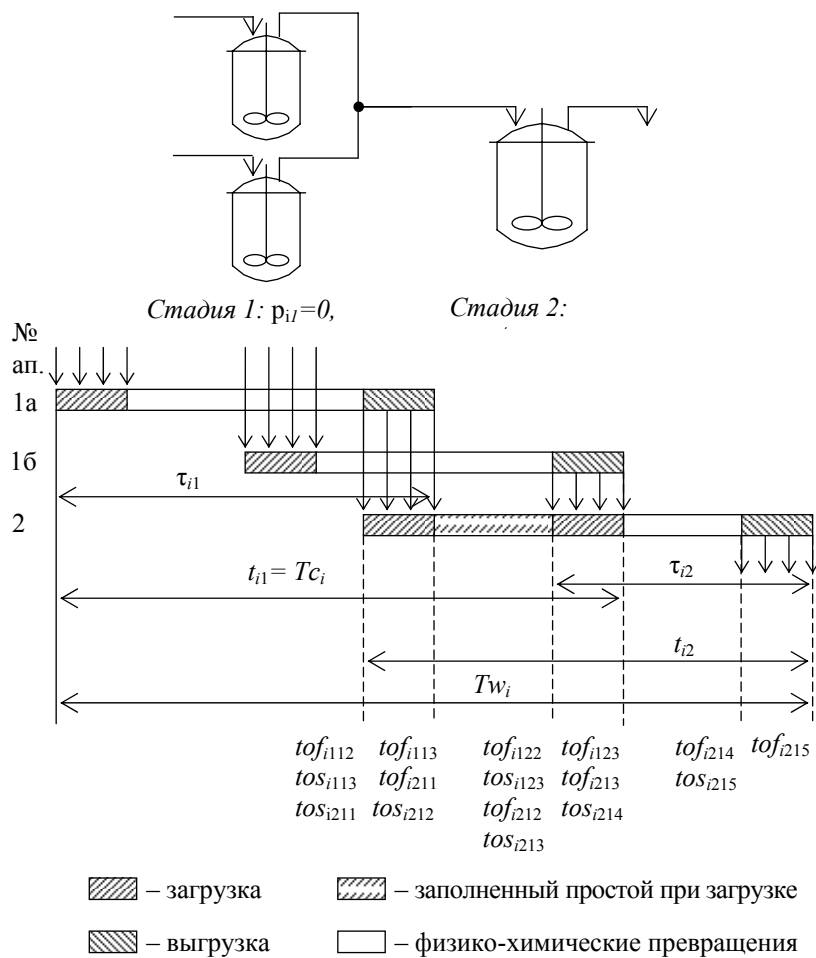 Стадия 1: pi1=0, Стадия 2:
№
ап.
1а
1б
τi1
2
ti1= Tci τi2
ti2
Twi
tofi112 tofi113 tofi122 tofi123 tofi214 tofi215
tosi113 tofi211 tosi123 tofi213 tosi215
tosi211 tosi212 tofi212 tosi214
tosi213
– загрузка – заполненный простой при загрузке
– выгрузка – физико-химические превращения